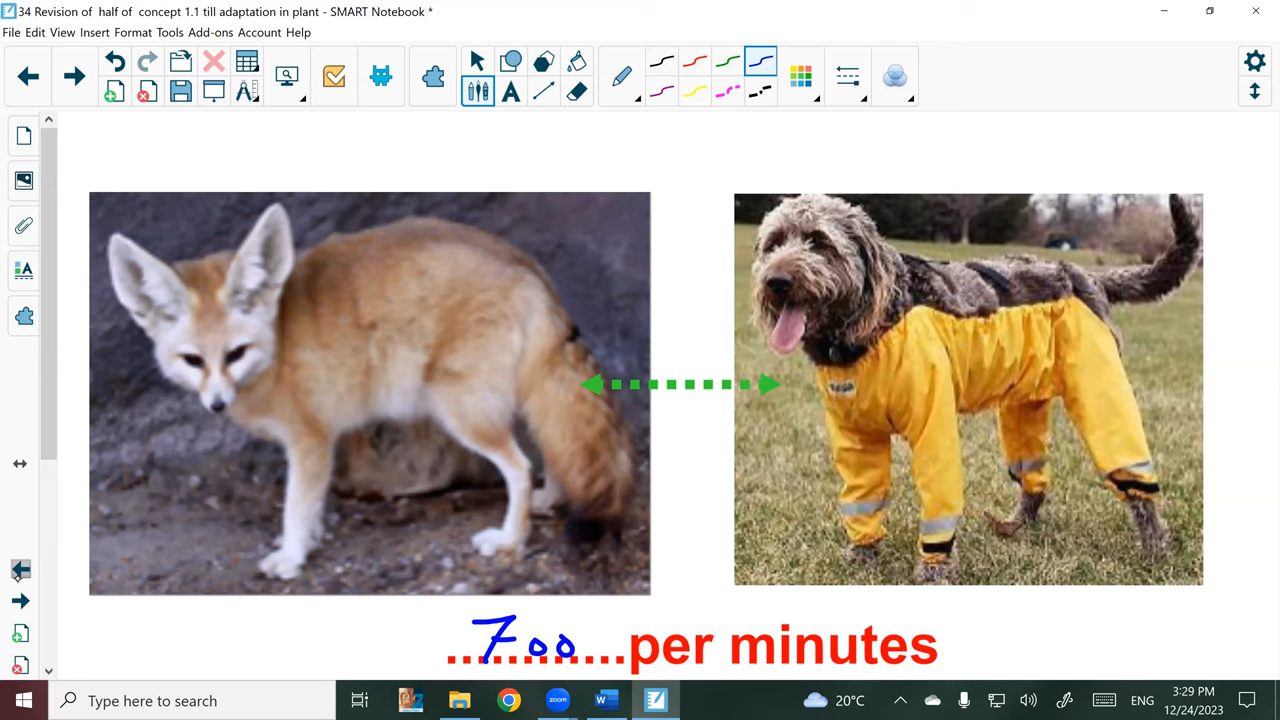 34 Revision of half of concept 1.1 till adaptation in plant - SMART Notebook *
File Edit View Insert Format Tools Add-ons Account Help
700
.............per minutes
Type here to search
zoom
W
20°C
ENG
3:29 PM
12/24/2023